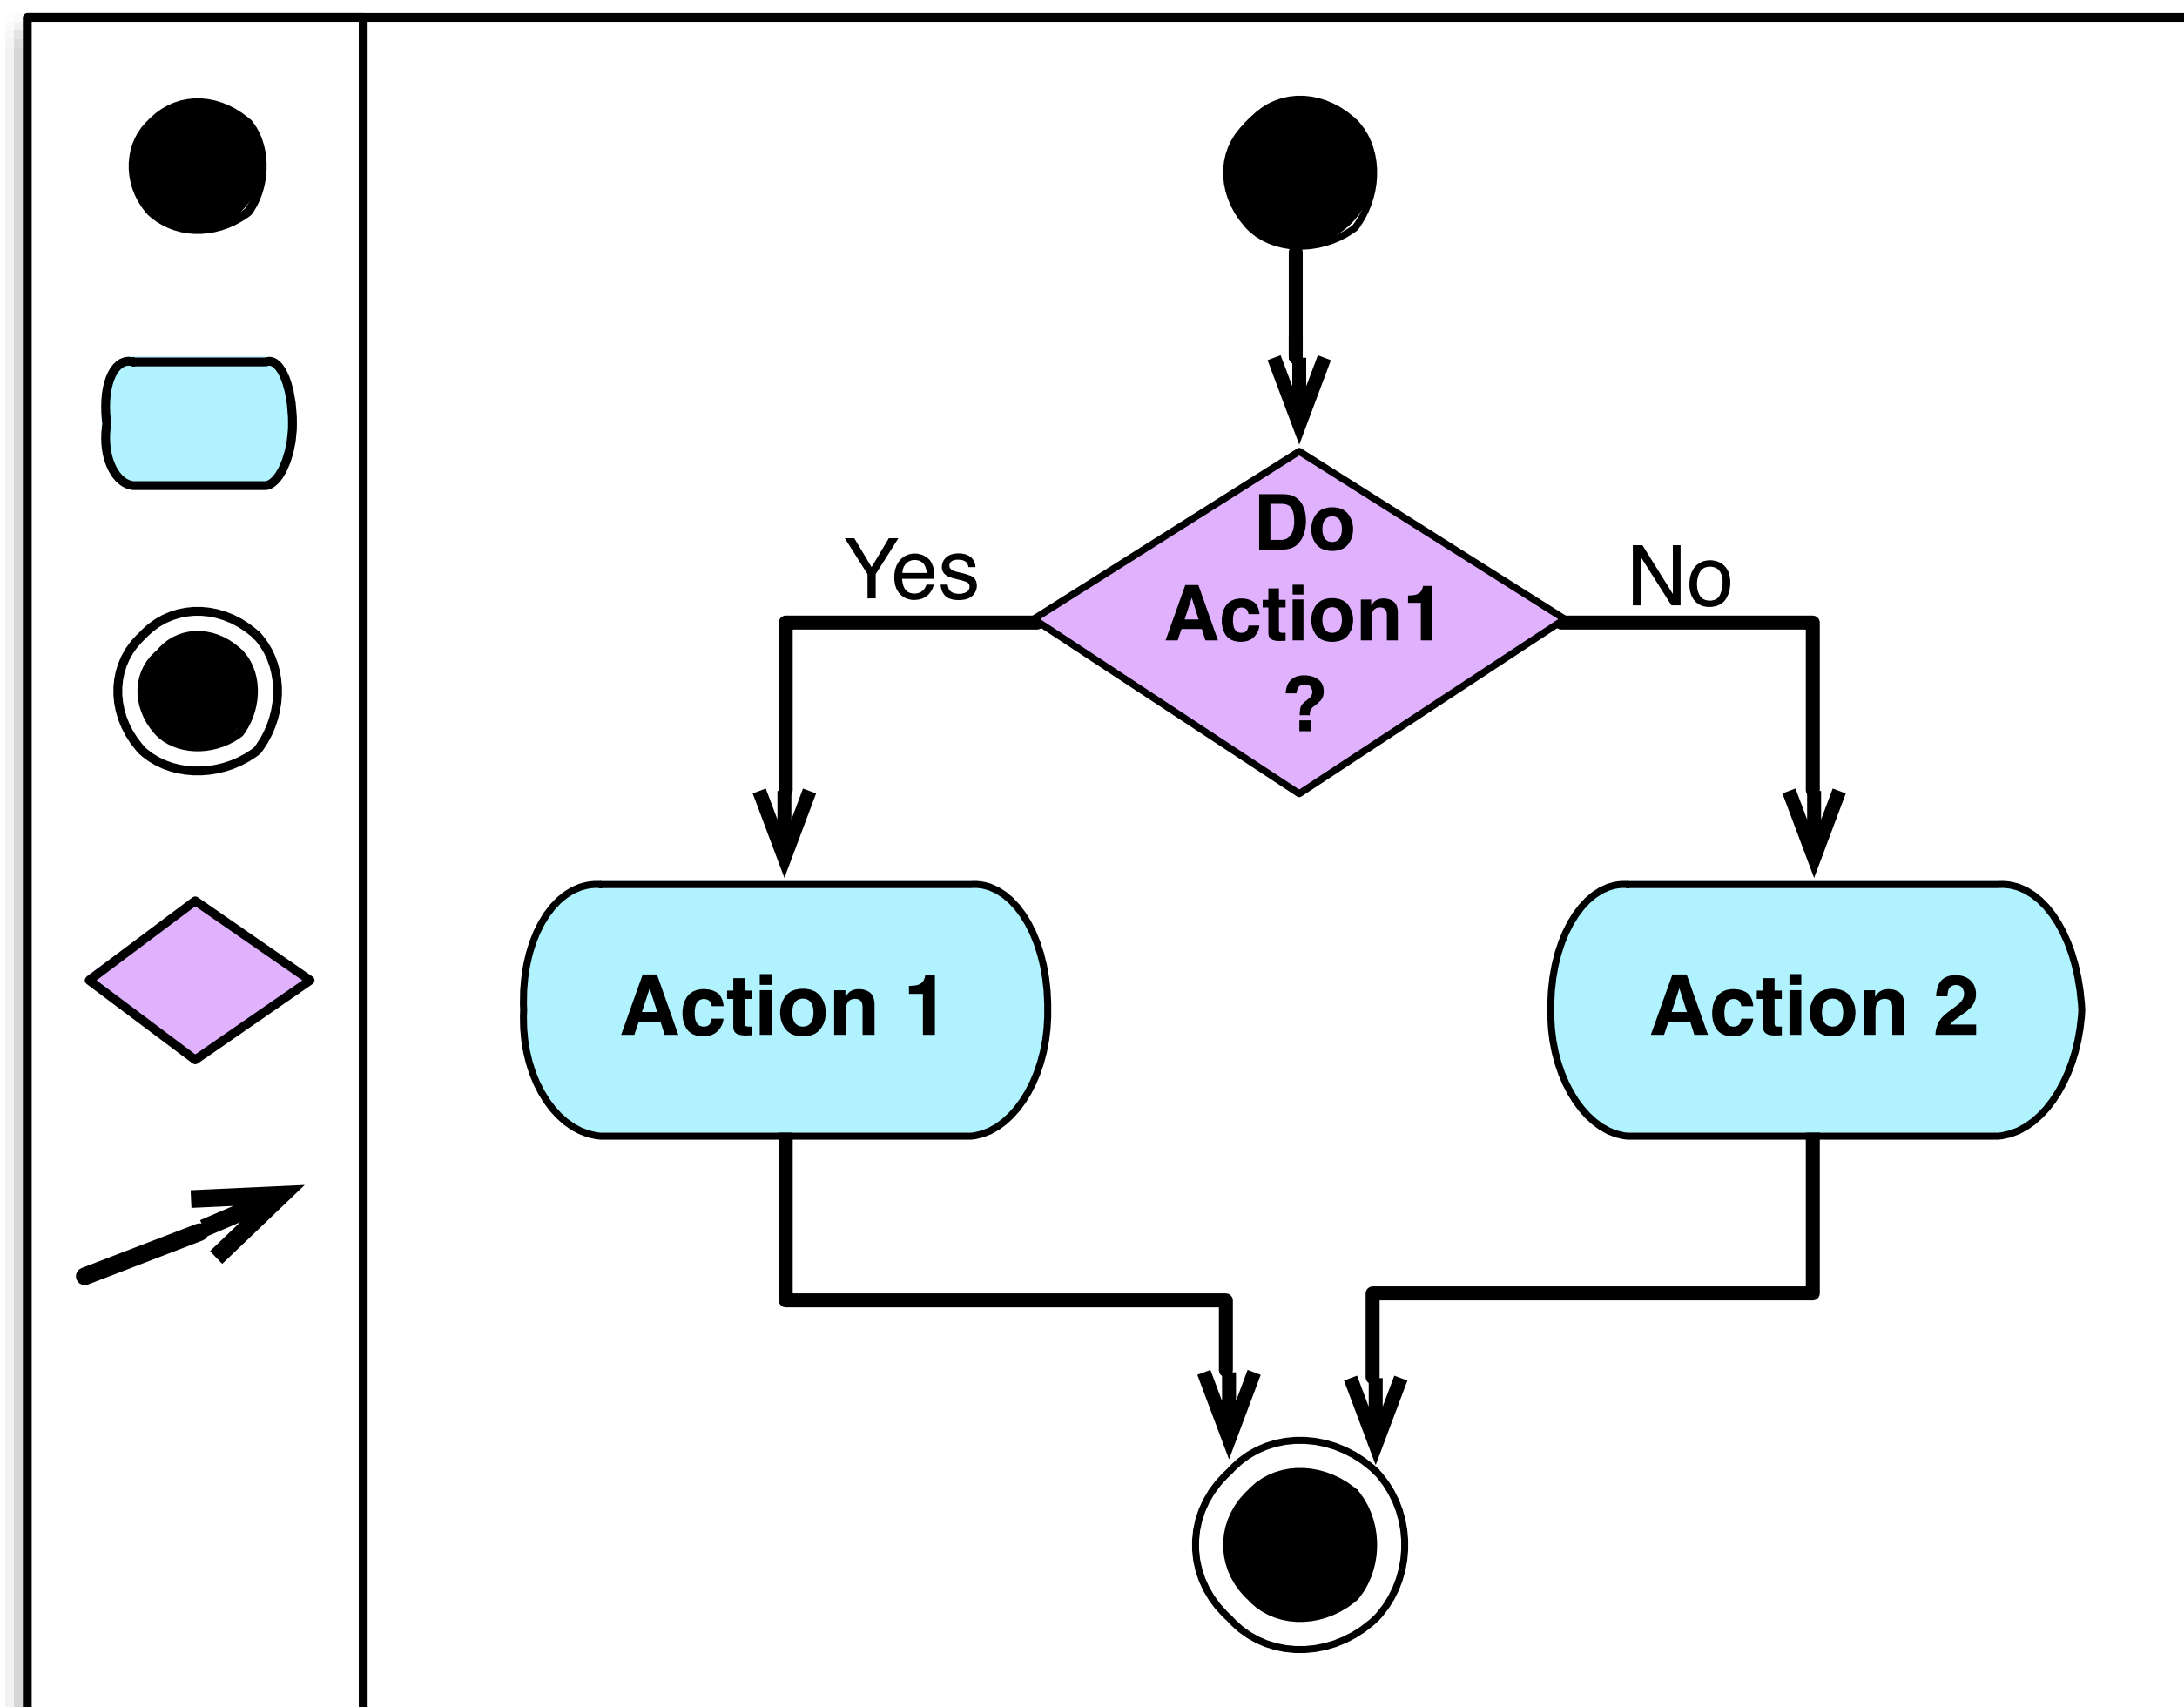 Do
Action1
?
Yes
No
Action 1
Action 2